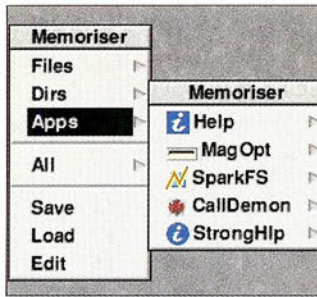 Memoriser
Files
Dirs
Apps
All
Save
Load
Edit
Memoriser
Help
MagOpt
SparkFS
CallDemon
StrongHlp